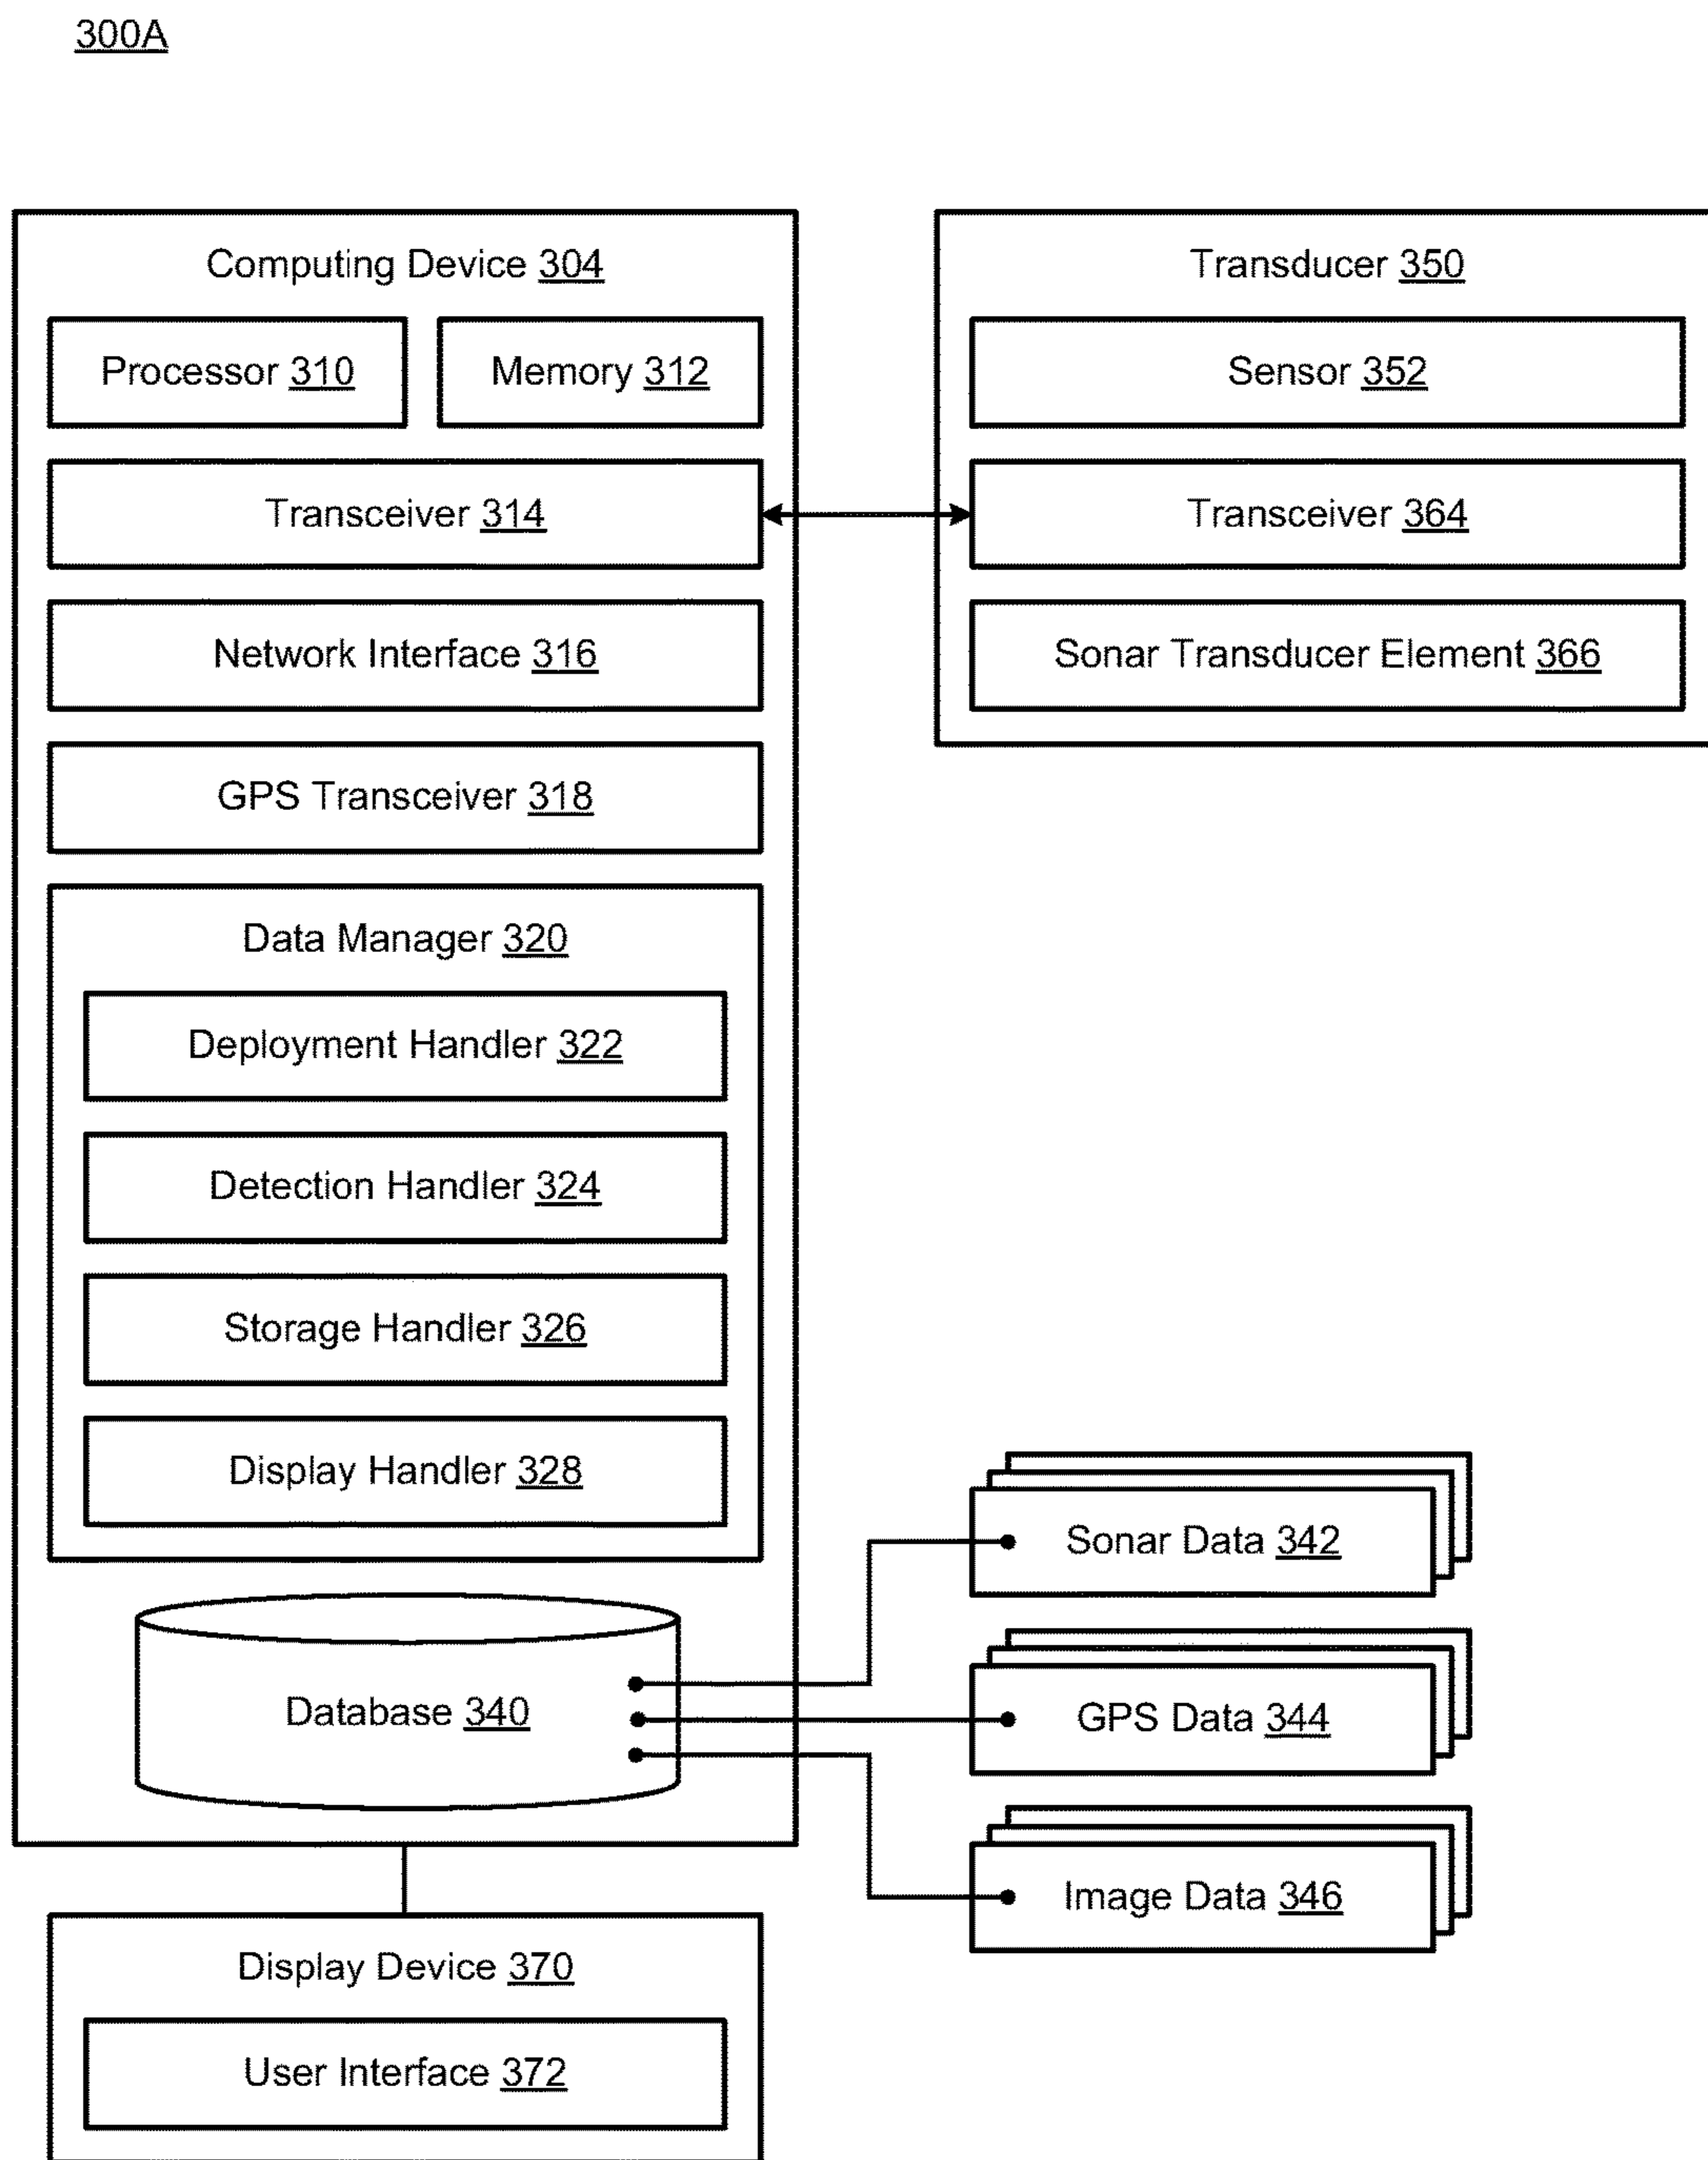 300A
Computing Device 304
Processor 310
Memory 312
Transceiver 314
Network Interface 316
GPS Transceiver 318
Data Manager 320
Deployment Handler 322
Detection Handler 324
Storage Handler 326
Display Handler 328
Database 340
Transducer 350
Sensor 352
Transceiver 364
Sonar Transducer Element 366
Sonar Data 342
GPS Data 344
Image Data 346
Display Device 370
User Interface 372